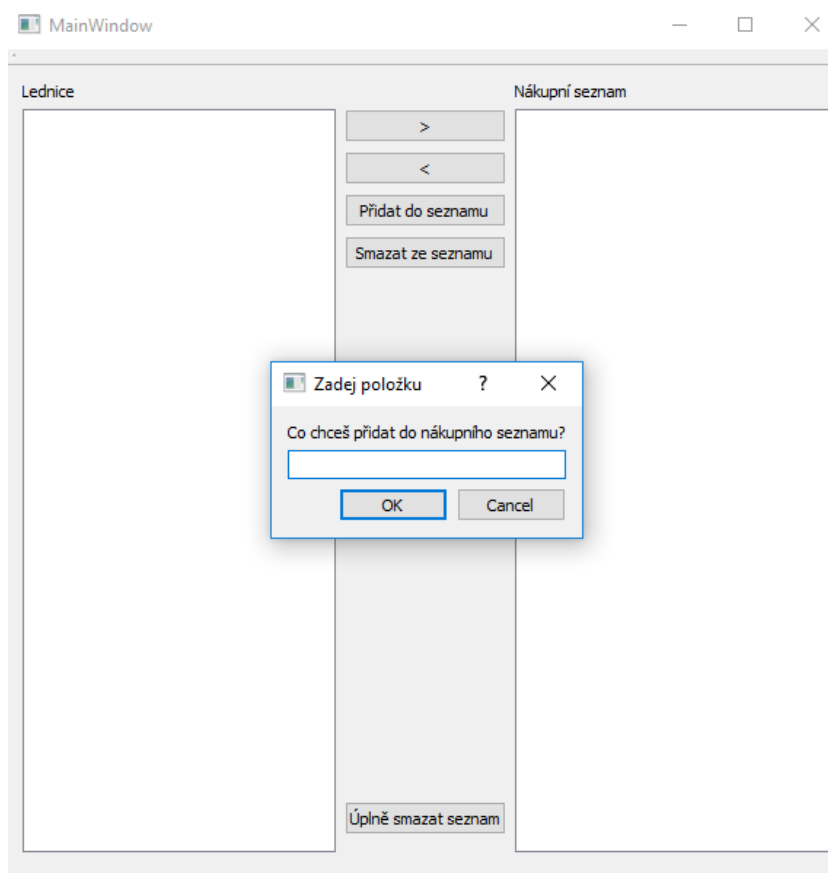 MainWindow
Lednice
Nákupní seznam
>
<
Přidat do seznamu
Smazat ze seznamu
Zadej položku ?
Co chceš přidat do nákupního seznamu?
OK Cancel
Úplně smazat seznam